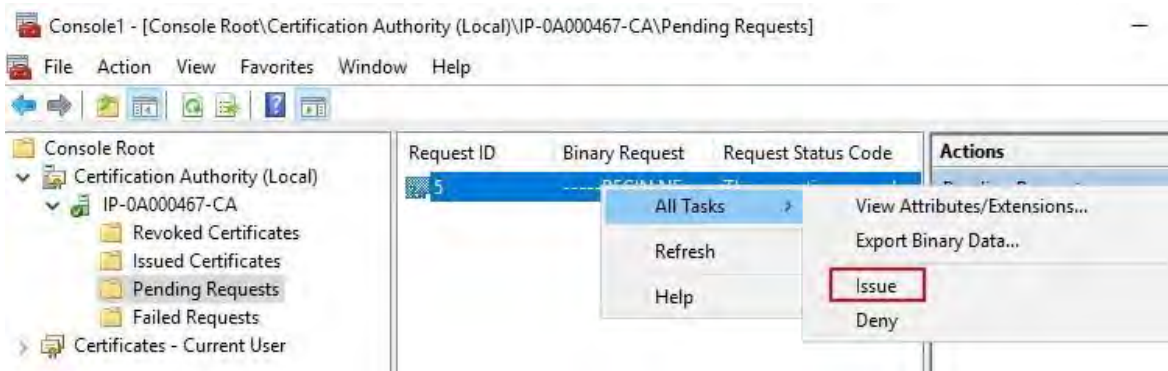 Console1 - [Console Root\Certification Authority (Local)\IP-0A000467-CA\Pending Requests]
File Action View Favorites Window Help
Console Root
Certification Authority (Local)
IP-0A000467-CA
Revoked Certificates
Issued Certificates
Pending Requests
Failed Requests
Certificates - Current User
Request ID Binary Request Request Status Code
5
All Tasks
Refresh
Help
Actions
View Attributes/Extensions...
Export Binary Data...
Issue
Deny